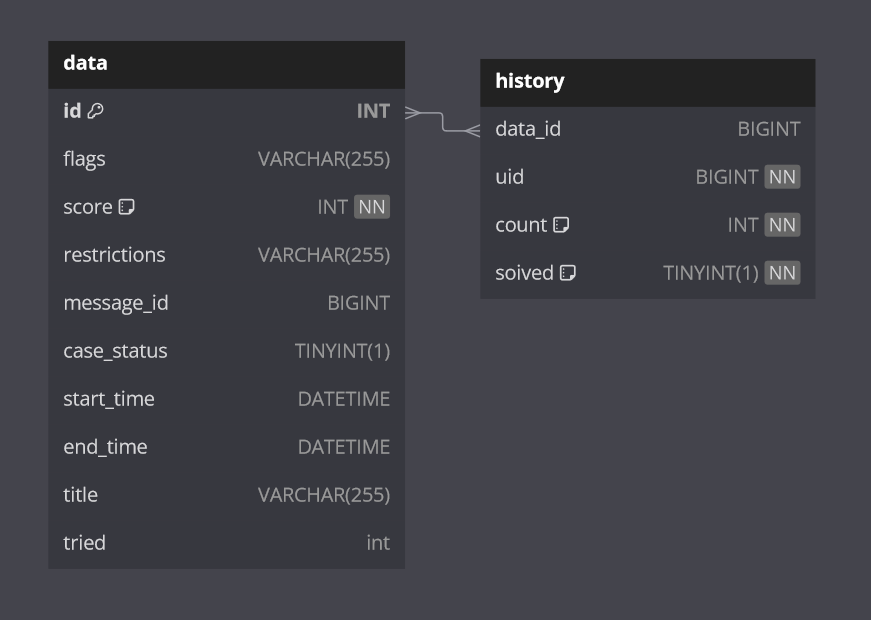 data
id INT
flags VARCHAR(255)
score INT NN
restrictions VARCHAR(255)
message_id BIGINT
case_status TINYINT(1)
start_time DATETIME
end_time DATETIME
title VARCHAR(255)
tried int
history
data_id BIGINT
uid BIGINT NN
count INT NN
soived TINYINT(1) NN